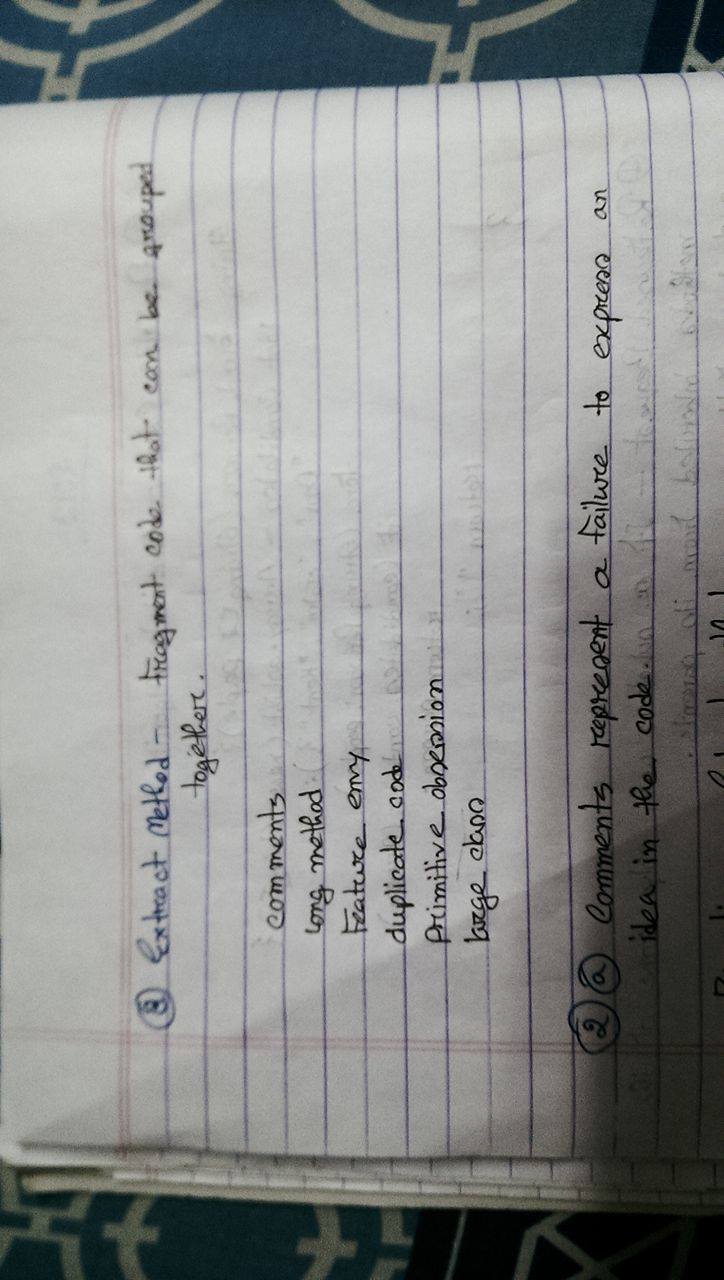 ③ Extract Method - fragment code that can be grouped
together.
comments
long method
Feature envy
duplicate code
Primitive obsession
large class
② ⓐ Comments represent a failure to express an
idea in the code.